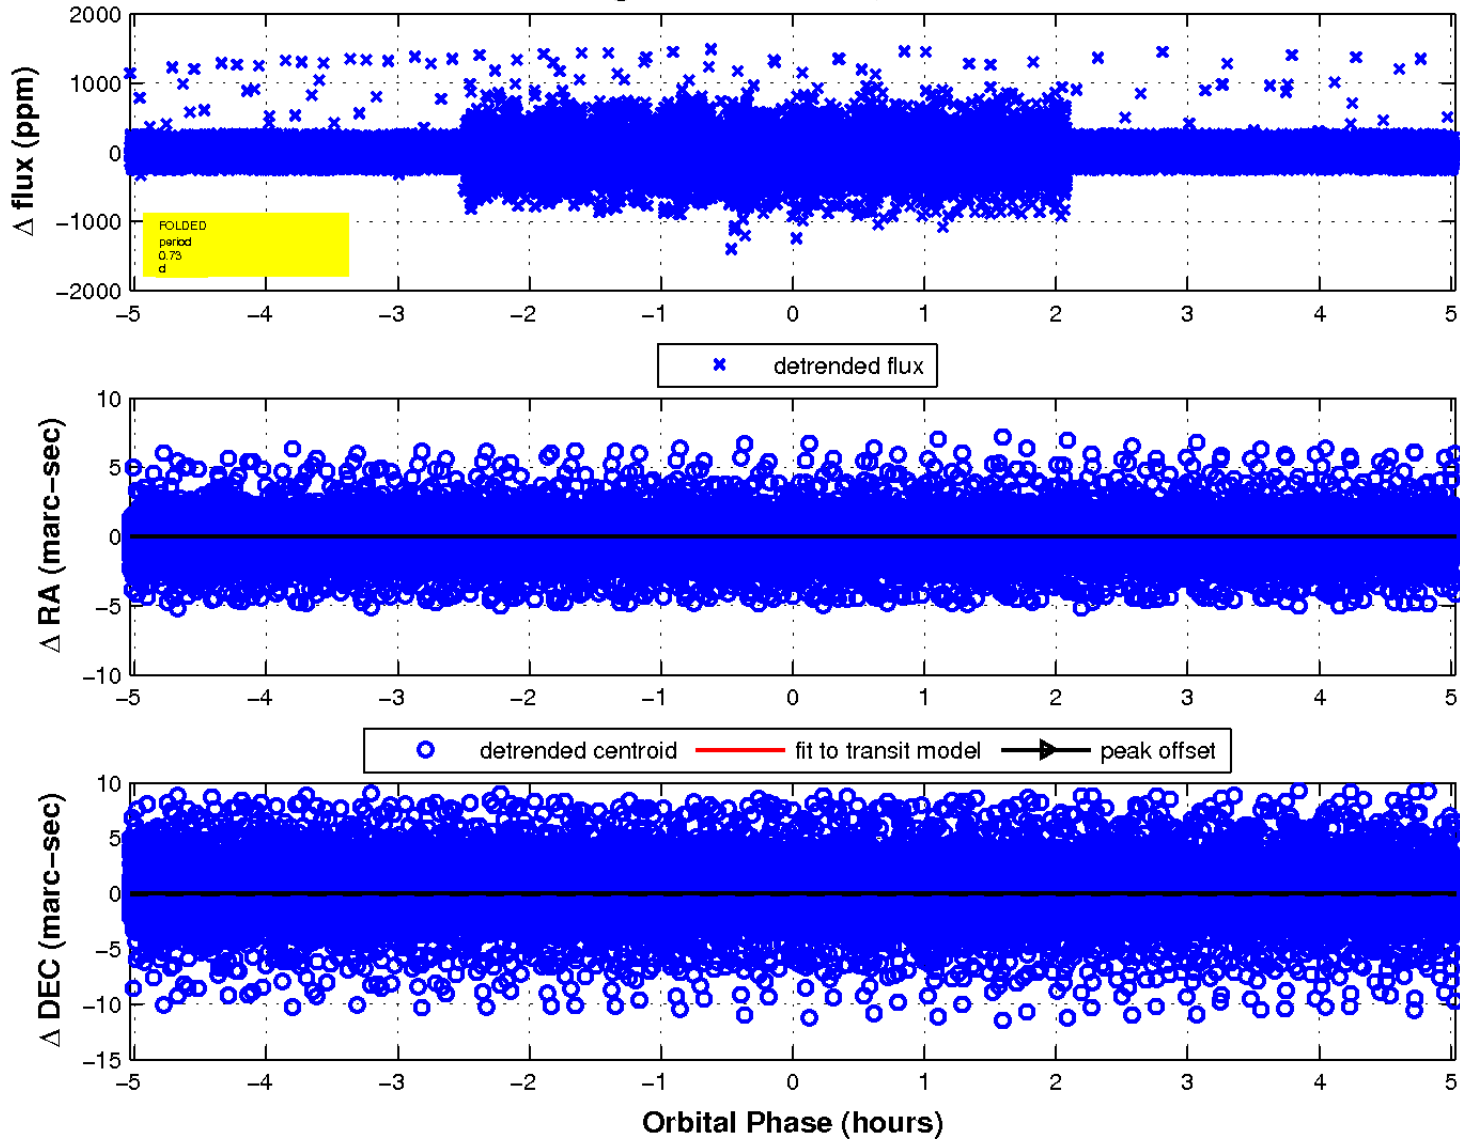 2000
1000
0
−1000
−2000
Δ flux (ppm)
FOLDED
period
0.73
d
−5 −4 −3 −2 −1 0 1 2 3 4 5
detrended flux
10
5
0
−5
−10
Δ RA (marc−sec)
−5 −4 −3 −2 −1 0 1 2 3 4 5
detrended centroid fit to transit model peak offset
10
5
0
−5
−10
−15
Δ DEC (marc−sec)
−5 −4 −3 −2 −1 0 1 2 3 4 5
Orbital Phase (hours)